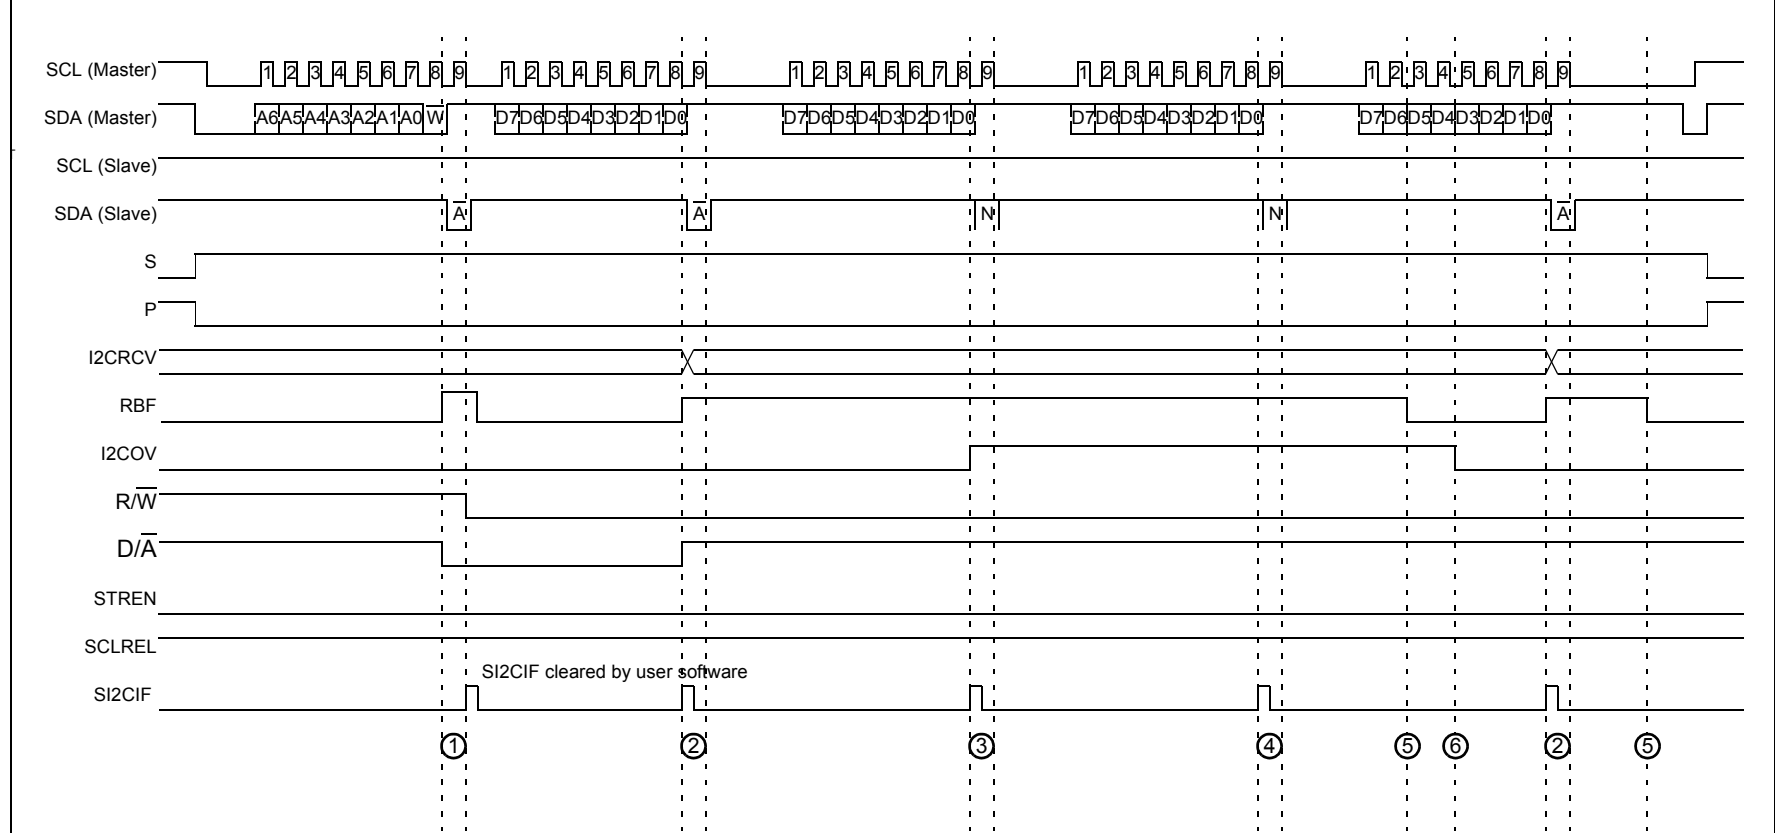 SCL (Master) 1 2 3 4 5 6 7 8 9 1 2 3 4 5 6 7 8 9 1 2 3 4 5 6 7 8 9 1 2 3 4 5 6 7 8 9 1 2 3 4 5 6 7 8 9
SDA (Master) A6 A5 A4 A3 A2 A1 A0 W̅ D7 D6 D5 D4 D3 D2 D1 D0 D7 D6 D5 D4 D3 D2 D1 D0 D7 D6 D5 D4 D3 D2 D1 D0 D7 D6 D5 D4 D3 D2 D1 D0
SCL (Slave)
SDA (Slave) A̅ A̅ N N A̅
S
P
I2CRCV
RBF
I2COV
R/W̅
D/A̅
STREN
SCLREL
SI2CIF cleared by user software
SI2CIF
1 2 3 4 5 6 2 5